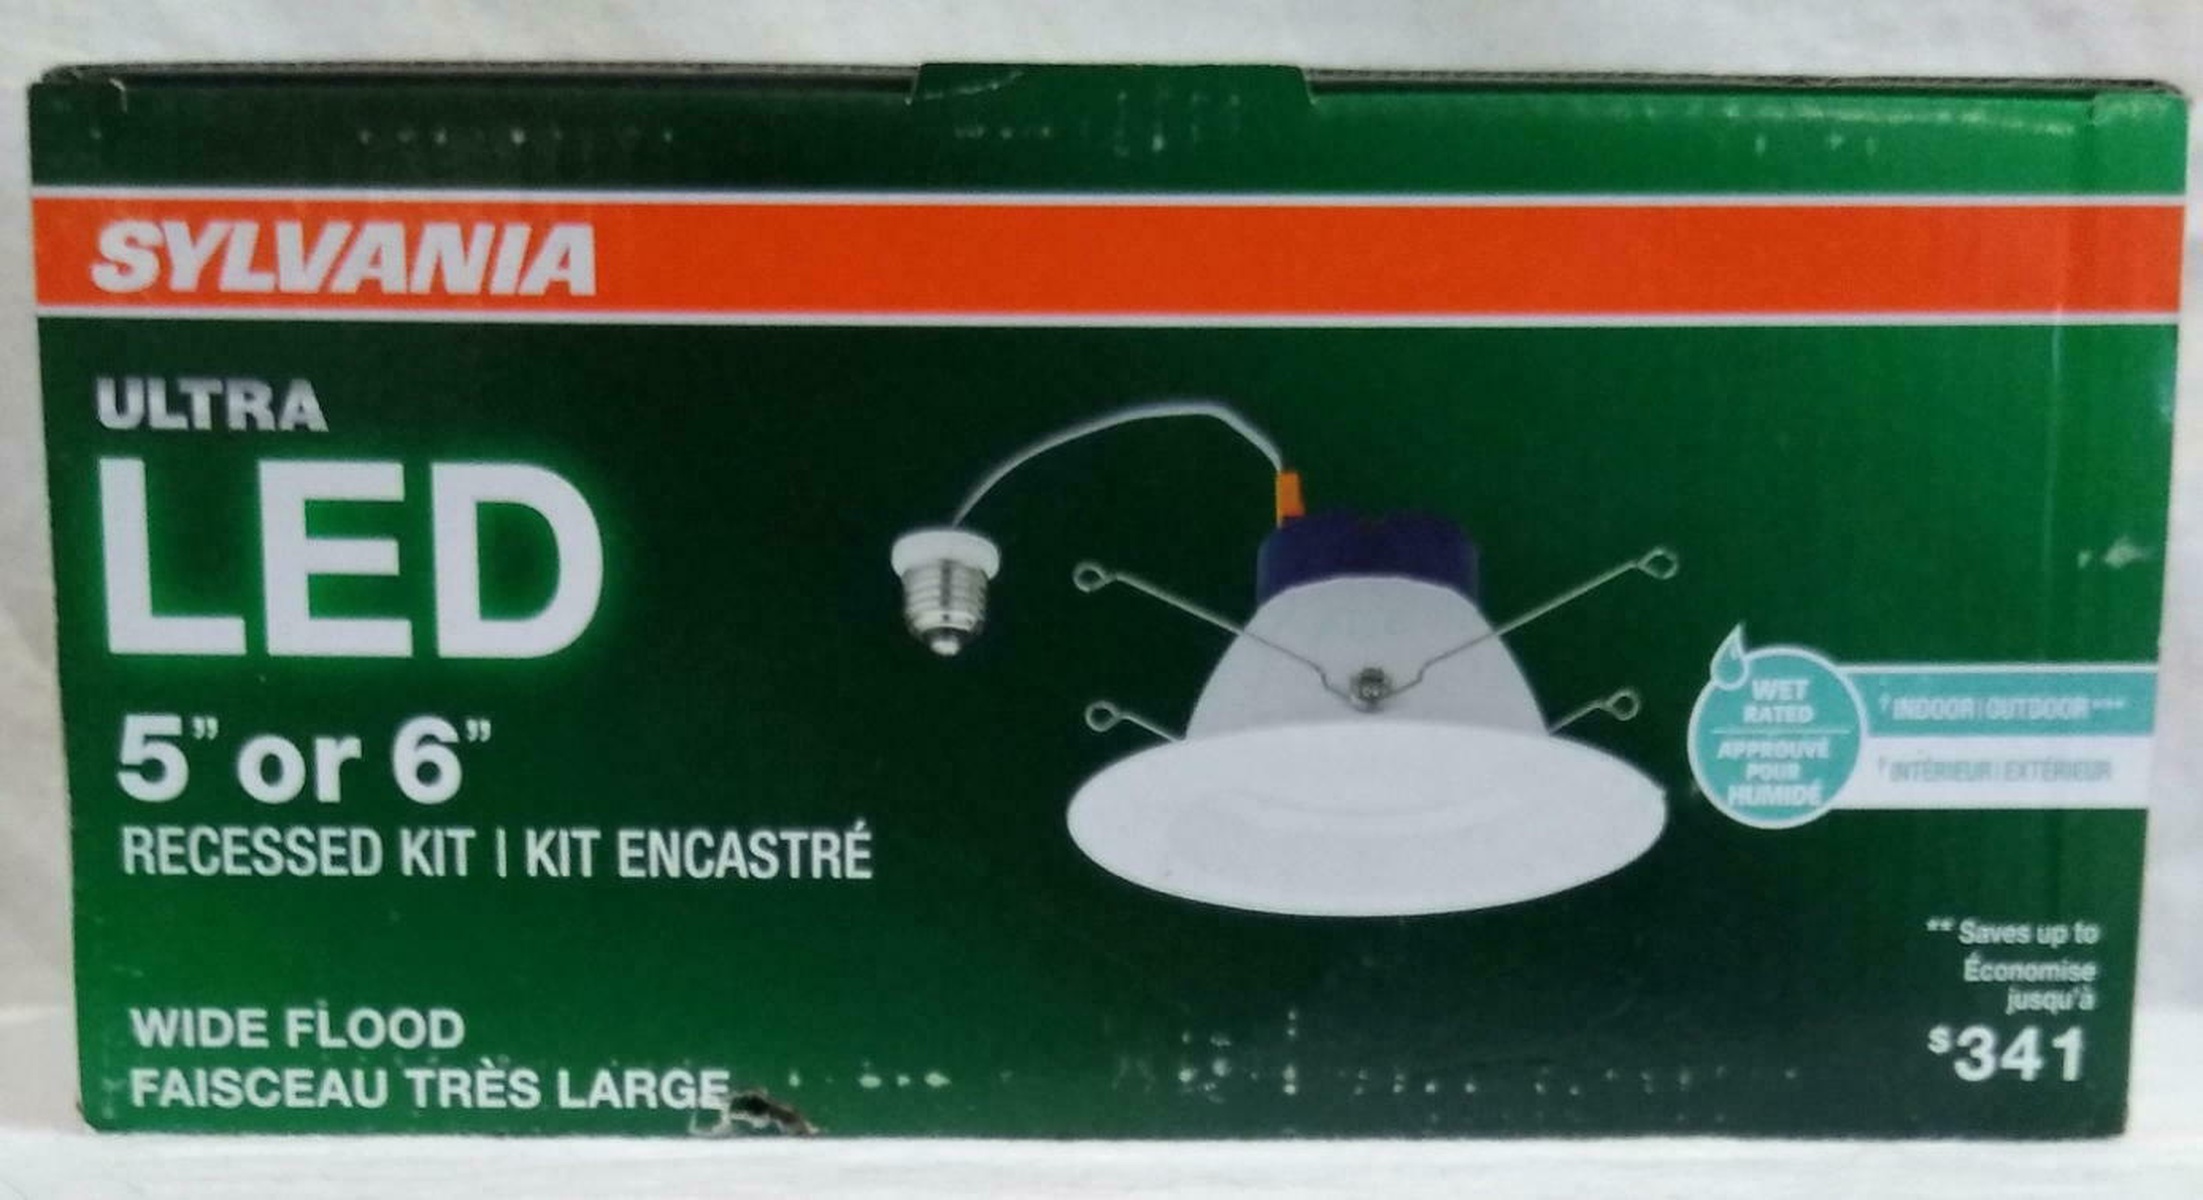 SYLVANIA
ULTRA
LED
5” or 6”
RECESSED KIT | KIT ENCASTRÉ
WIDE FLOOD
FAISCEAU TRÈS LARGE
WET
RATED
APPROUVÉ
POUR
HUMIDE
†INDOOR | OUTDOOR***
†INTÉRIEUR | EXTÉRIEUR
** Saves up to
Économise
jusqu'à
$341